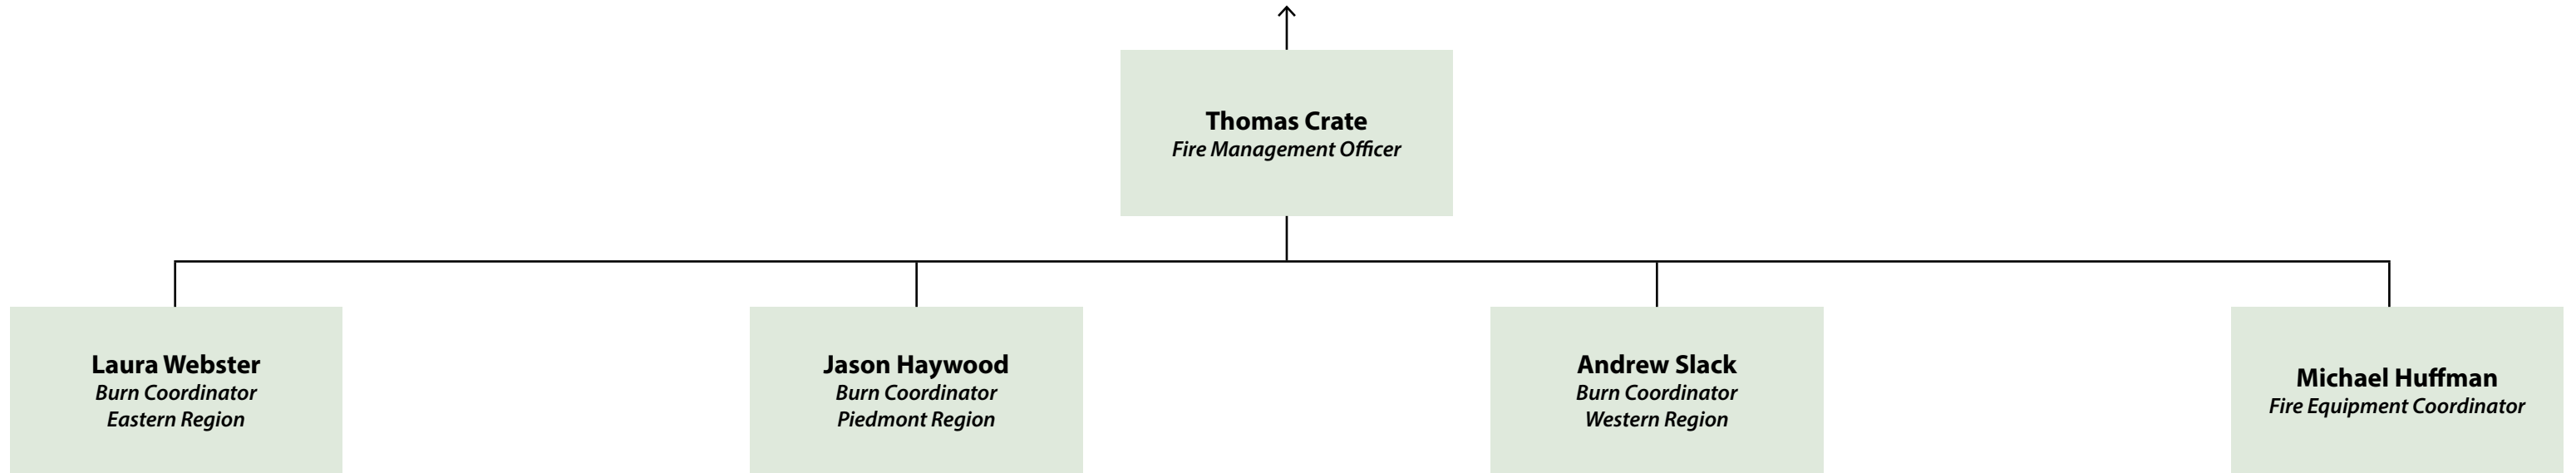 Thomas Crate
Fire Management Officer
Laura Webster
Burn Coordinator
Eastern Region
Jason Haywood
Burn Coordinator
Piedmont Region
Andrew Slack
Burn Coordinator
Western Region
Michael Huffman
Fire Equipment Coordinator